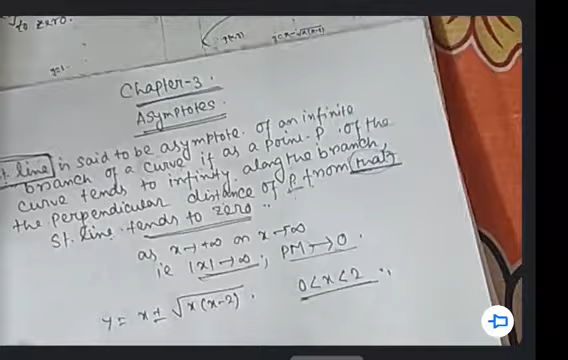 to zero.
Chapter-3.
Asymptotes.
St. line is said to be asymptote of an infinite
branch of a curve if as a point P of the
curve tends to infinity along the branch,
the perpendicular distance of P from that
St. line tends to zero.
as x→+∞ or x→-∞
ie |x|→∞, PM→0.
y = x ± √x(x-2). 0<x<2